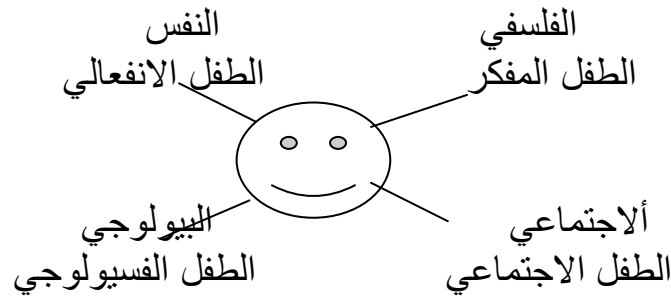 الفلسفي
الطفل المفكر
النفس
الطفل الانفعالي
ألاجتماعي
الطفل الاجتماعي
البيولوجي
الطفل الفسيولوجي